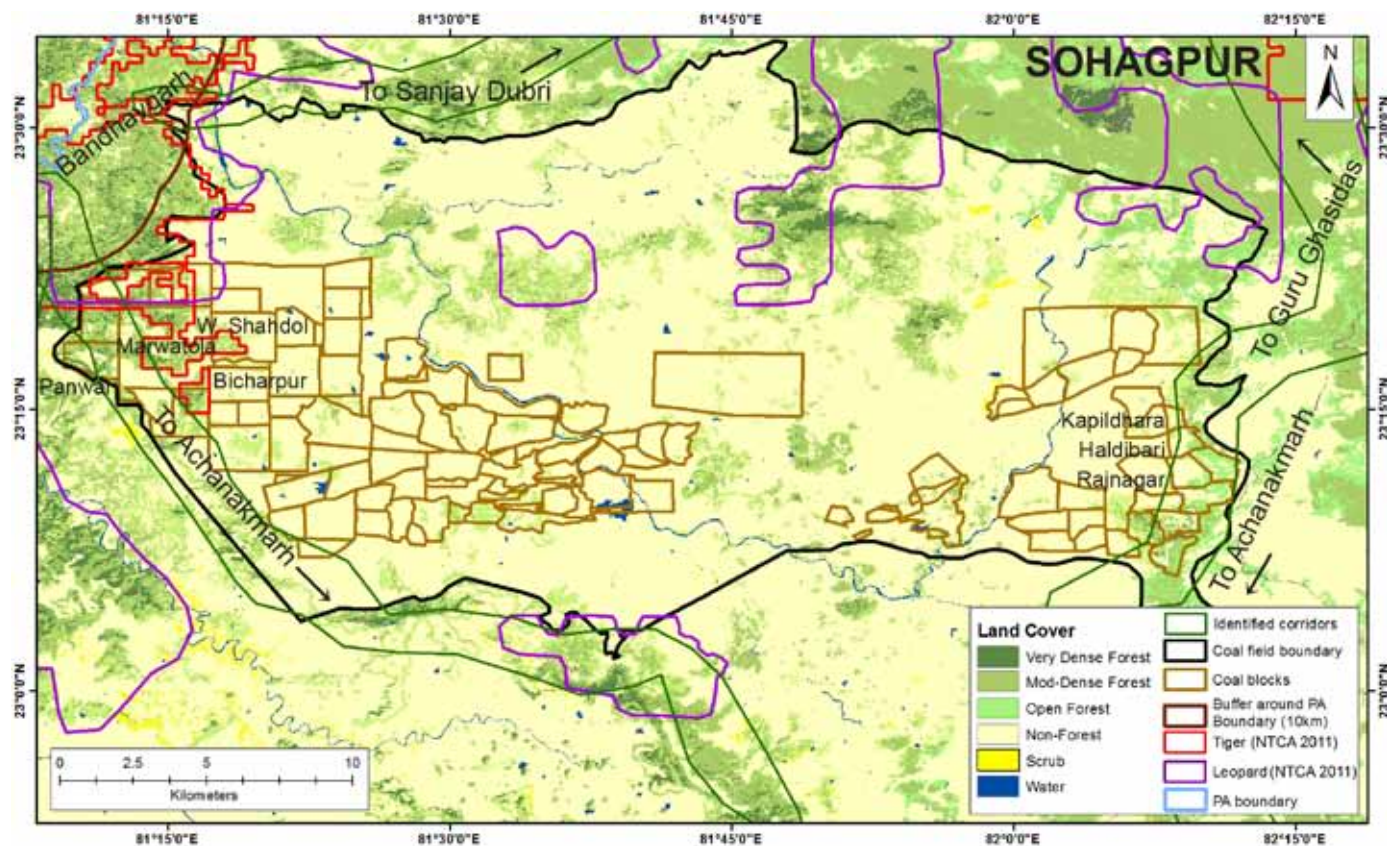 81°15'0"E
81°30'0"E
81°45'0"E
82°0'0"E
82°15'0"E
SOHAGPUR
N
23°30'0"N
23°15'0"N
23°0'0"N
23°30'0"N
23°15'0"N
23°0'0"N
Bandhavgarh
To Sanjay Dubri
To Guru Ghasidas
To Achanakmarh
To Achanakmarh
W. Shahdol
Marwatola
Panwar
Bicharpur
Kapildhara
Haldibari
Rajnagar
Land Cover
Very Dense Forest
Mod-Dense Forest
Open Forest
Non-Forest
Scrub
Water
Identified corridors
Coal field boundary
Coal blocks
Buffer around PA
Boundary (10km)
Tiger (NTCA 2011)
Leopard (NTCA 2011)
PA boundary
0 2.5 5 10
Kilometers
81°15'0"E
81°30'0"E
81°45'0"E
82°0'0"E
82°15'0"E